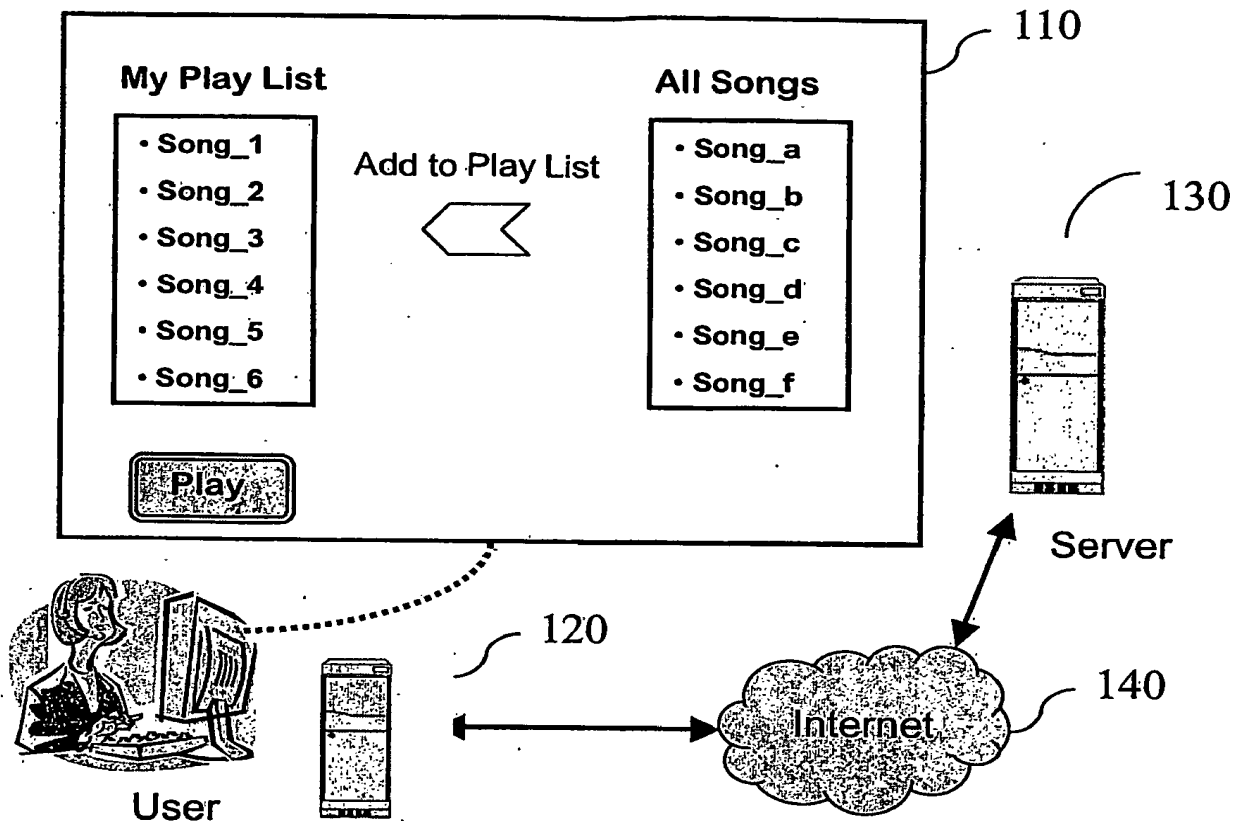 110
My Play List
• Song_1
• Song_2
• Song_3
• Song_4
• Song_5
• Song_6
Add to Play List
All Songs
• Song_a
• Song_b
• Song_c
• Song_d
• Song_e
• Song_f
Play
130
Server
120
Internet
140
User